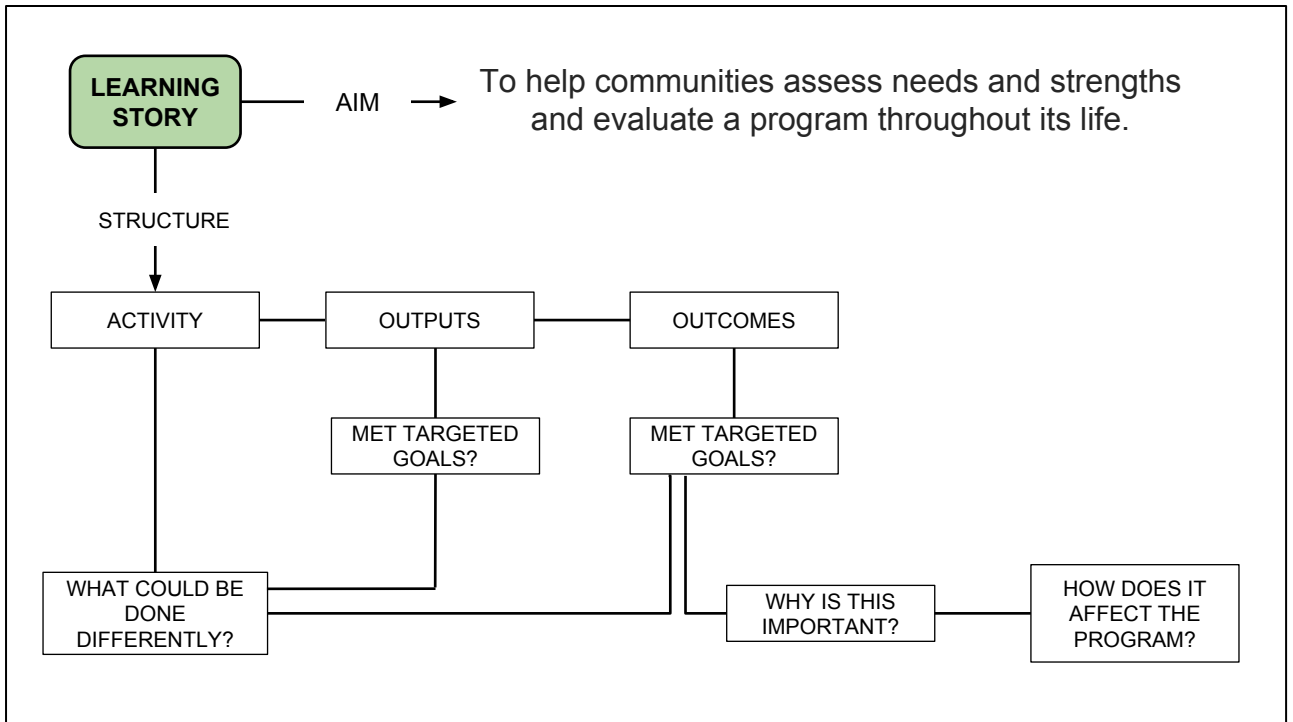 LEARNING
STORY
AIM
To help communities assess needs and strengths
and evaluate a program throughout its life.
STRUCTURE
ACTIVITY
OUTPUTS
OUTCOMES
MET TARGETED
GOALS?
MET TARGETED
GOALS?
WHAT COULD BE
DONE
DIFFERENTLY?
WHY IS THIS
IMPORTANT?
HOW DOES IT
AFFECT THE
PROGRAM?